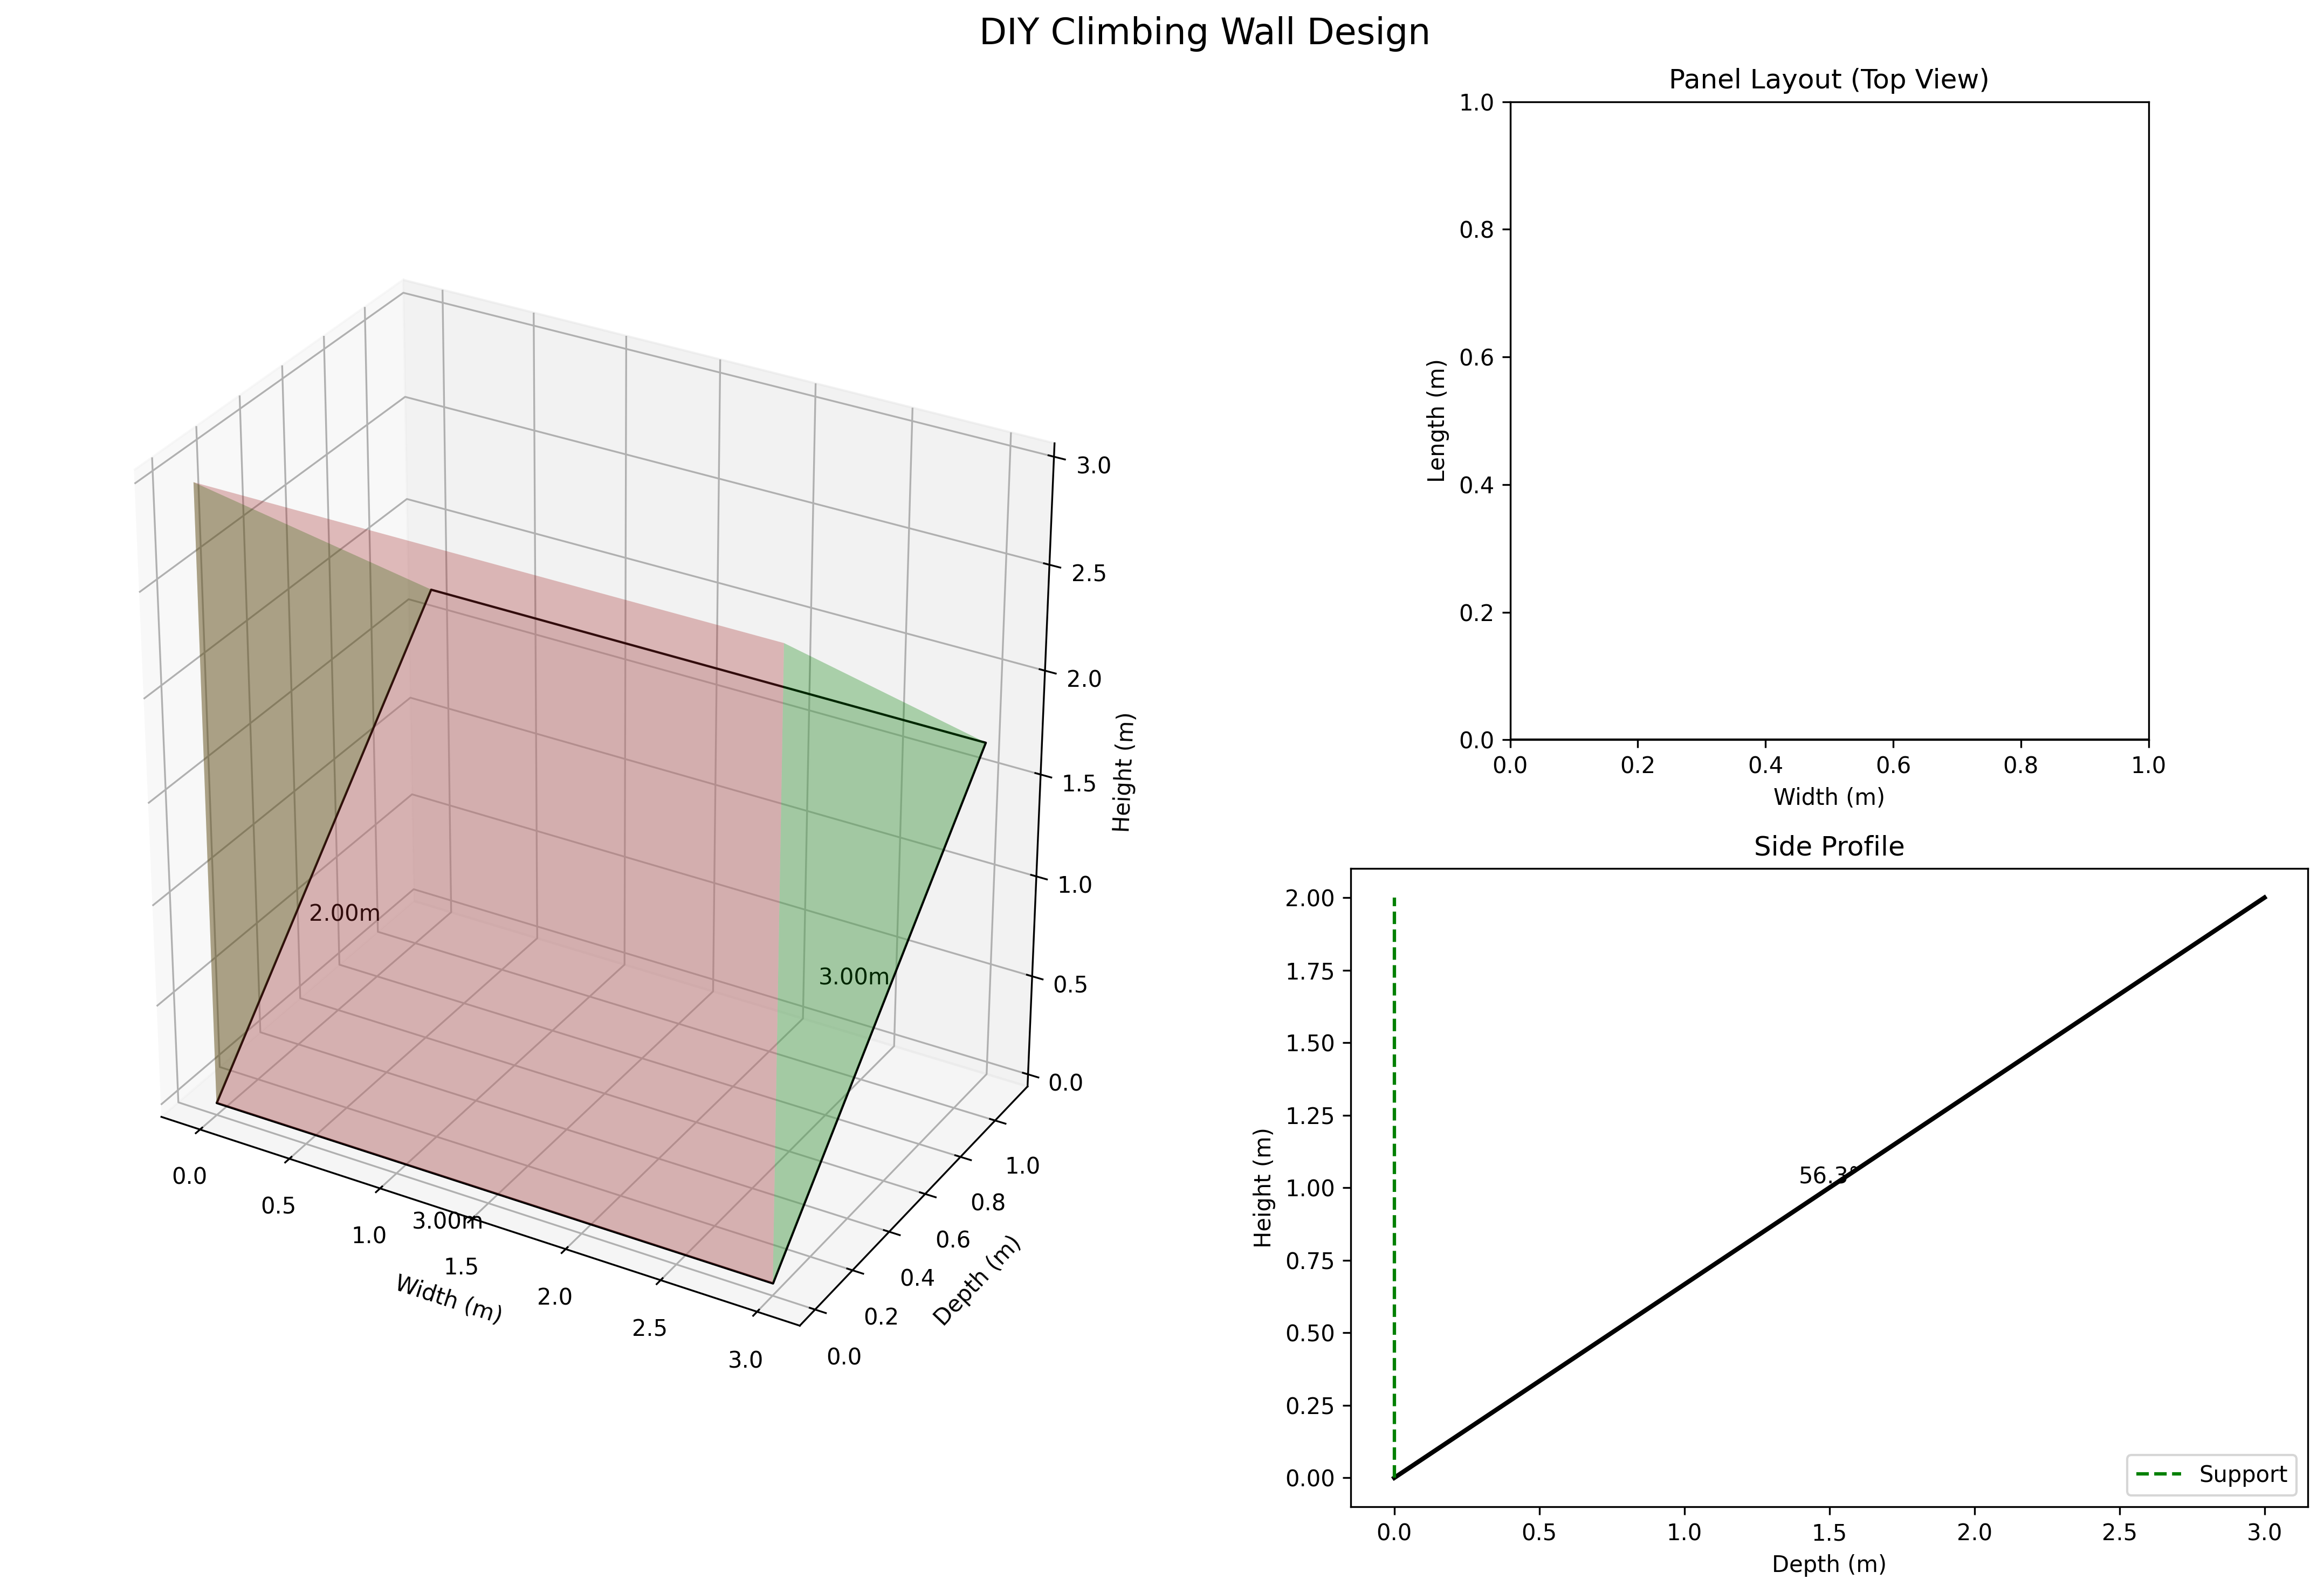 DIY Climbing Wall Design
3.0
2.5
2.0
1.5
1.0
0.5
0.0
Height (m)
2.00m
3.00m
3.00m
0.0
0.5
1.0
1.5
2.0
2.5
3.0
Width (m)
0.0
0.2
0.4
0.6
0.8
1.0
Depth (m)
Panel Layout (Top View)
1.0
0.8
0.6
0.4
0.2
0.0
Length (m)
0.0 0.2 0.4 0.6 0.8 1.0
Width (m)
Side Profile
2.00
1.75
1.50
1.25
1.00
0.75
0.50
0.25
0.00
Height (m)
56.3°
Support
0.0 0.5 1.0 1.5 2.0 2.5 3.0
Depth (m)